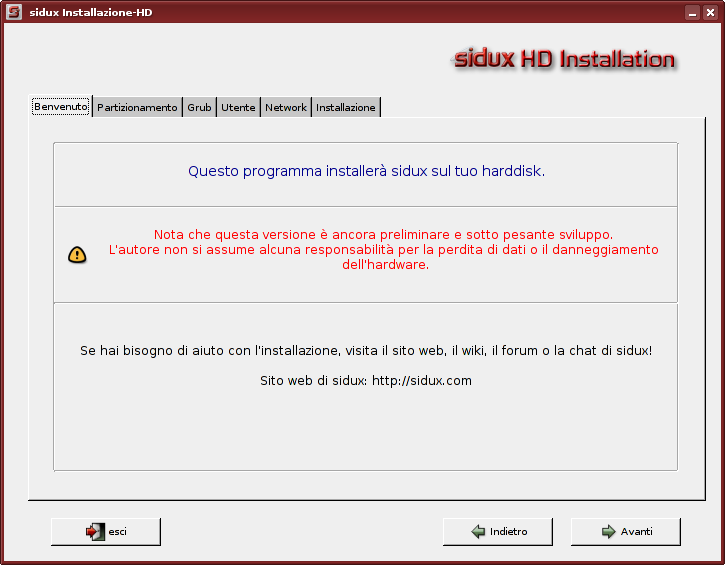 sidux Installazione-HD
sidux HD Installation
Benvenuto Partizionamento Grub Utente Network Installazione
Questo programma installerà sidux sul tuo harddisk.
Nota che questa versione è ancora preliminare e sotto pesante sviluppo.
L'autore non si assume alcuna responsabilità per la perdita di dati o il danneggiamento
dell'hardware.
Se hai bisogno di aiuto con l'installazione, visita il sito web, il wiki, il forum o la chat di sidux!
Sito web di sidux: http://sidux.com
esci Indietro Avanti